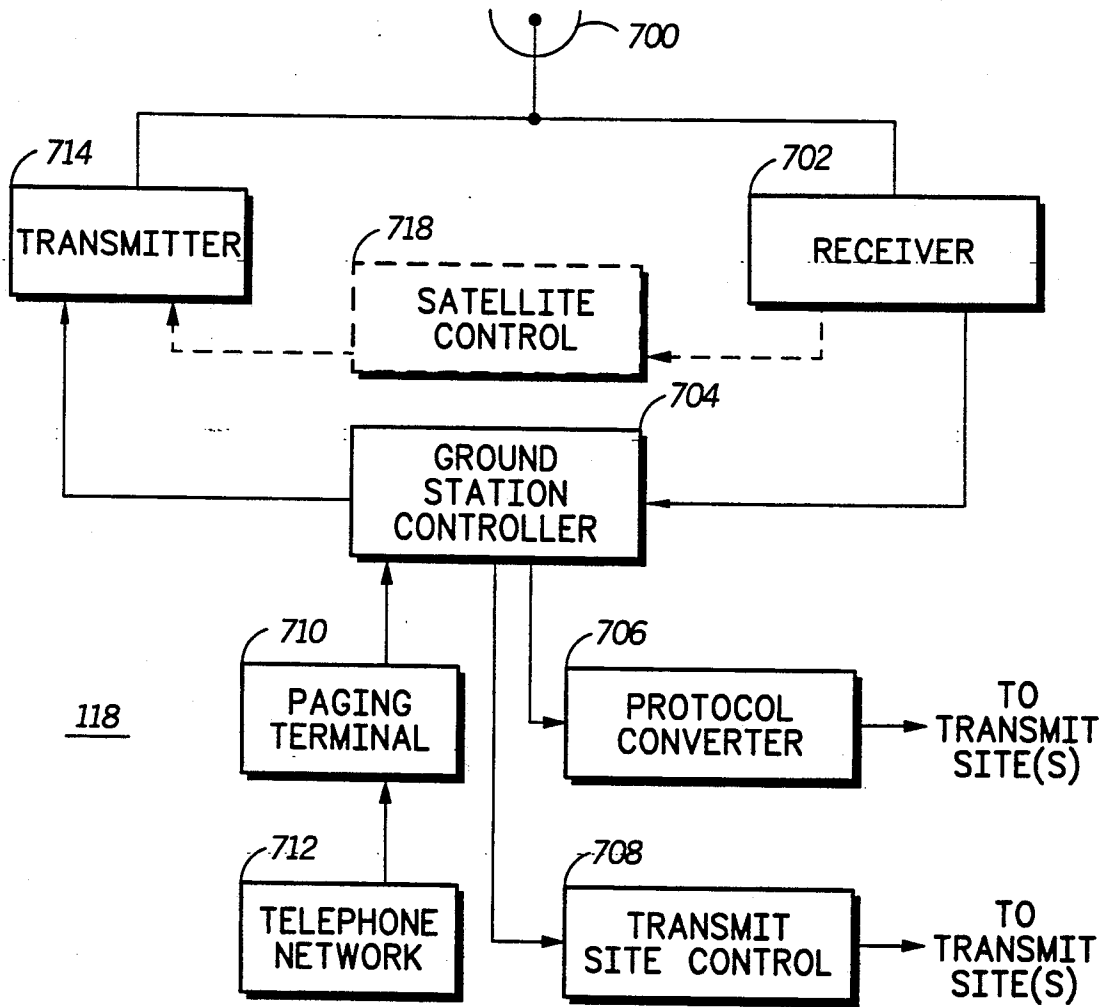 700
714
702
TRANSMITTER
718
RECEIVER
SATELLITE
CONTROL
704
GROUND
STATION
CONTROLLER
710
706
118
PAGING
TERMINAL
PROTOCOL
CONVERTER
TO
TRANSMIT
SITE(S)
712
708
TELEPHONE
NETWORK
TRANSMIT
SITE CONTROL
TO
TRANSMIT
SITE(S)